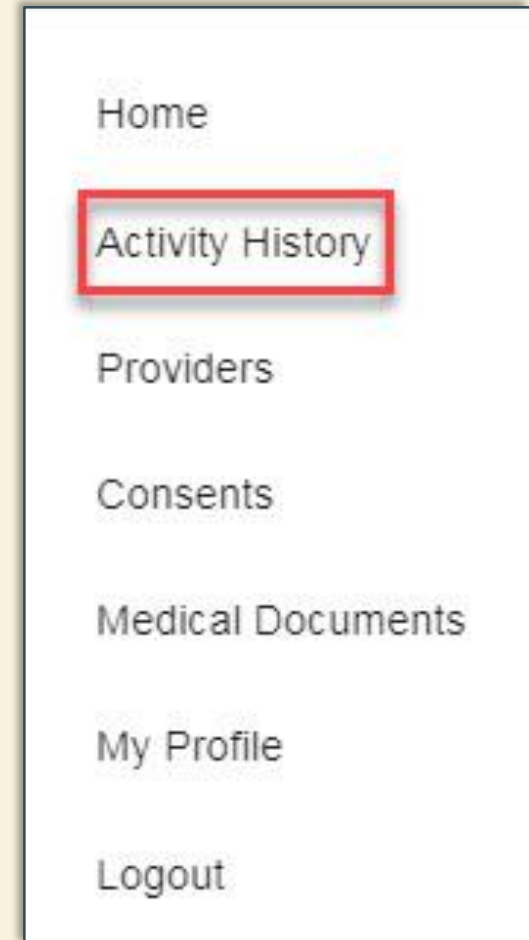 Home
Activity History
Providers
Consents
Medical Documents
My Profile
Logout